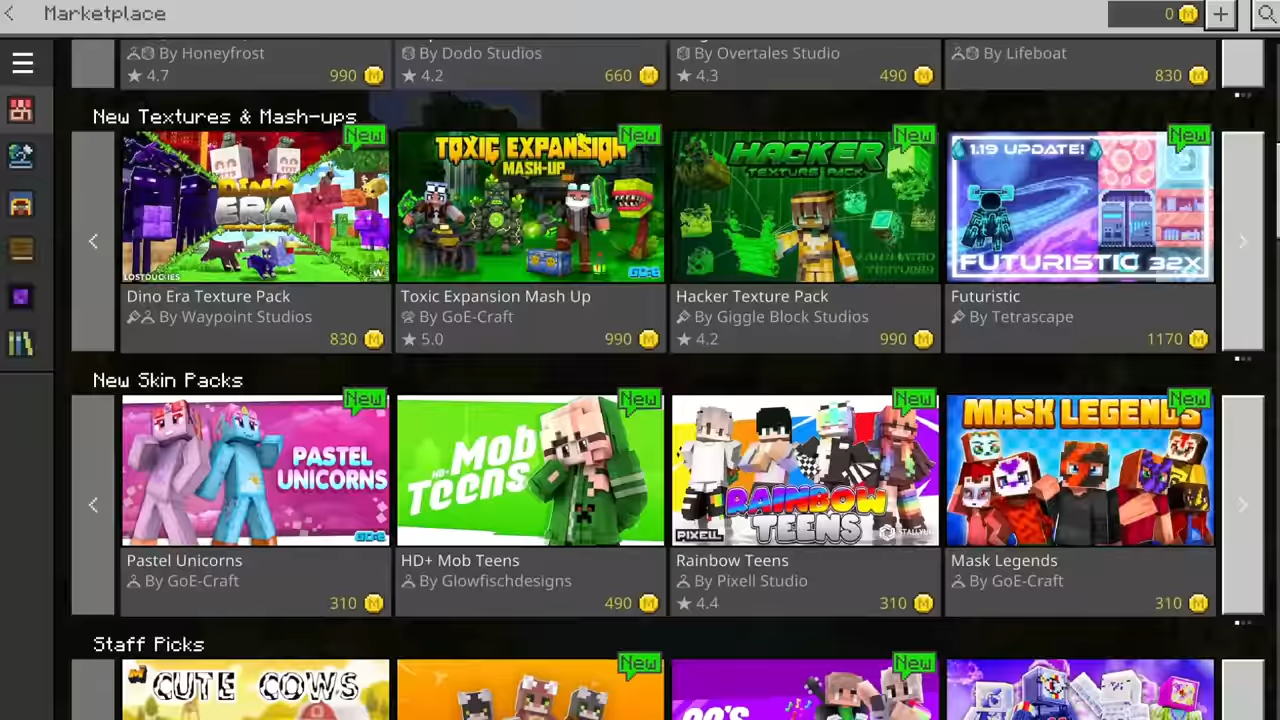 Marketplace
0
By Honeyfrost
4.7
990
By Dodo Studios
4.2
660
By Overtales Studio
4.3
490
By Lifeboat
830
New Textures & Mash-ups
New
DINO
ERA
LOSTDUCKIES
Dino Era Texture Pack
By Waypoint Studios
830
New
TOXIC EXPANSION
MASH-UP
GOE
Toxic Expansion Mash Up
By GoE-Craft
5.0
990
New
HACKER
TEXTURE PACK
+ANIMATED
TEXTURES
Hacker Texture Pack
By Giggle Block Studios
4.2
990
New
1.19 UPDATE!
FUTURISTIC 32X
Futuristic
By Tetrascape
1170
New Skin Packs
New
PASTEL
UNICORNS
GOE
Pastel Unicorns
By GoE-Craft
310
New
HD+ MOB
TEENS
HD+ Mob Teens
By Glowfischdesigns
490
New
RAINBOW
TEENS
PIXELL
Rainbow Teens
By Pixell Studio
4.4
310
New
MASK LEGENDS
Mask Legends
By GoE-Craft
310
Staff Picks
CUTE COWS
New
New